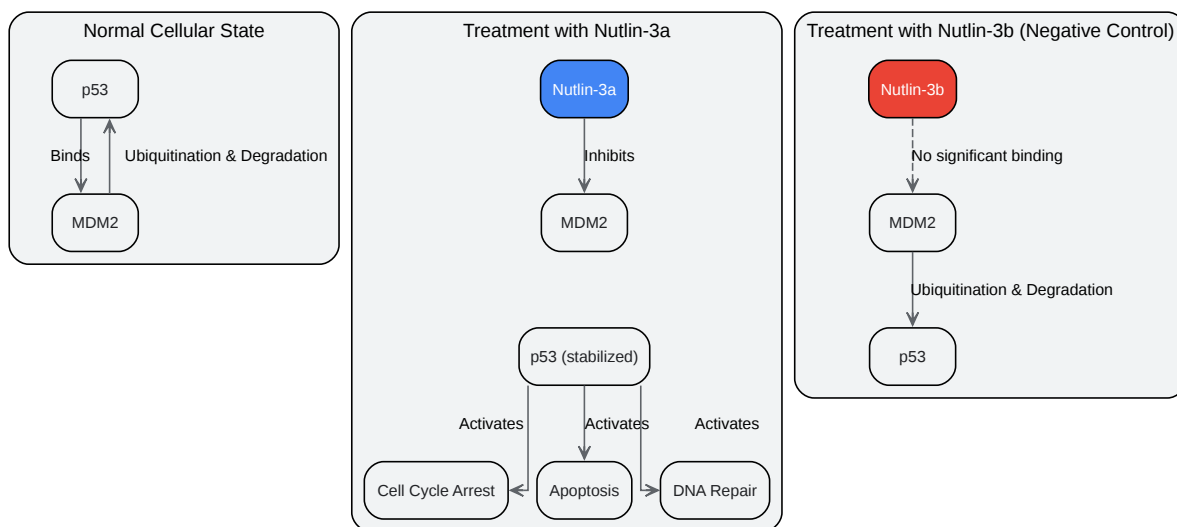 Normal Cellular State
p53
Binds
Ubiquitination & Degradation
MDM2
Treatment with Nutlin-3a
Nutlin-3a
Inhibits
MDM2
p53 (stabilized)
Activates
Activates
Activates
Cell Cycle Arrest
Apoptosis
DNA Repair
Treatment with Nutlin-3b (Negative Control)
Nutlin-3b
No significant binding
MDM2
Ubiquitination & Degradation
p53